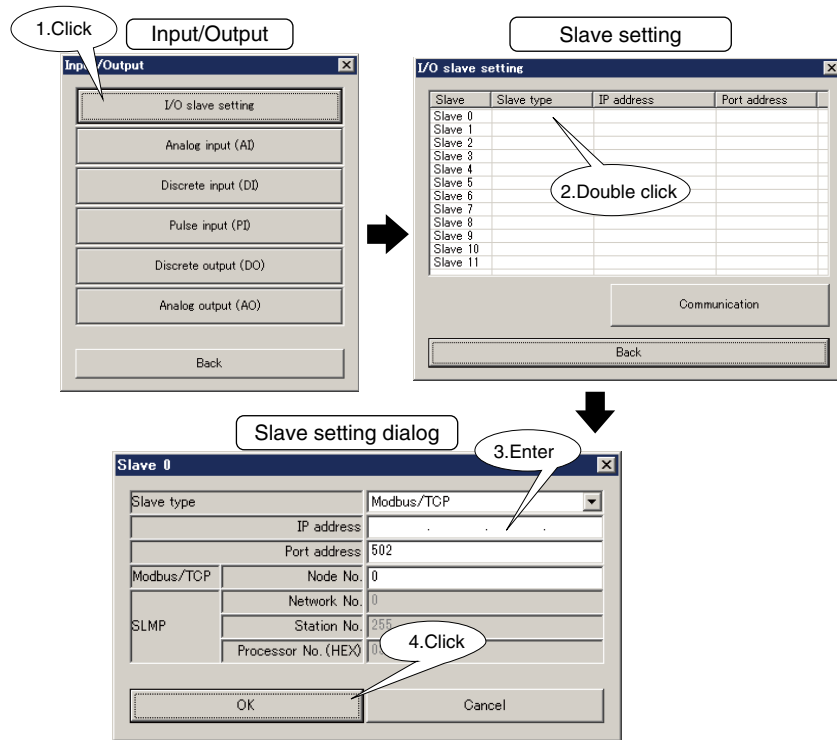 1.Click
Input/Output
Slave setting
Input/Output
I/O slave setting
Analog input (AI)
Discrete input (DI)
Pulse input (PI)
Discrete output (DO)
Analog output (AO)
Back
I/O slave setting
Slave Slave type IP address Port address
Slave 0
Slave 1
Slave 2
Slave 3
Slave 4
Slave 5
Slave 6
Slave 7
Slave 8
Slave 9
Slave 10
Slave 11
2.Double click
Communication
Back
Slave setting dialog
3.Enter
Slave 0
Slave type Modbus/TCP
IP address . . .
Port address 502
Modbus/TCP Node No. 0
Network No. 0
SLMP Station No. 255
Processor No. (HEX)
4.Click
OK Cancel